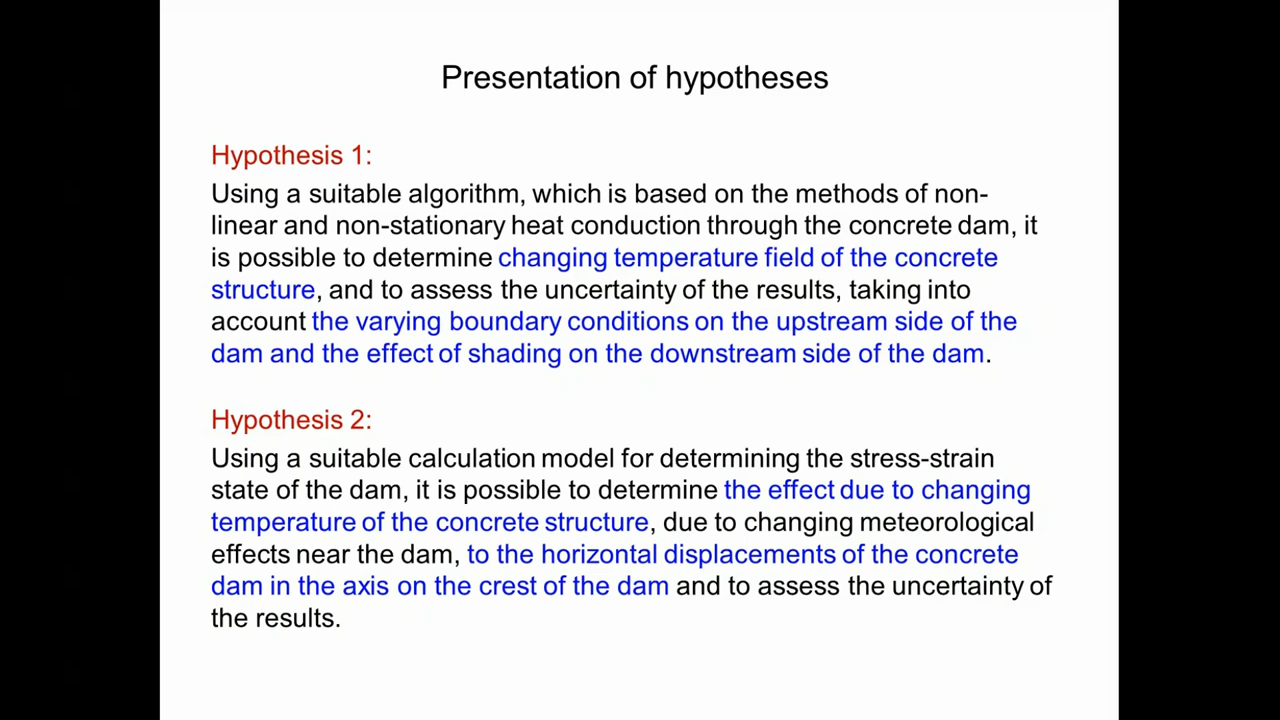 Presentation of hypotheses
Hypothesis 1:
Using a suitable algorithm, which is based on the methods of non-
linear and non-stationary heat conduction through the concrete dam, it
is possible to determine changing temperature field of the concrete
structure, and to assess the uncertainty of the results, taking into
account the varying boundary conditions on the upstream side of the
dam and the effect of shading on the downstream side of the dam.
Hypothesis 2:
Using a suitable calculation model for determining the stress-strain
state of the dam, it is possible to determine the effect due to changing
temperature of the concrete structure, due to changing meteorological
effects near the dam, to the horizontal displacements of the concrete
dam in the axis on the crest of the dam and to assess the uncertainty of
the results.